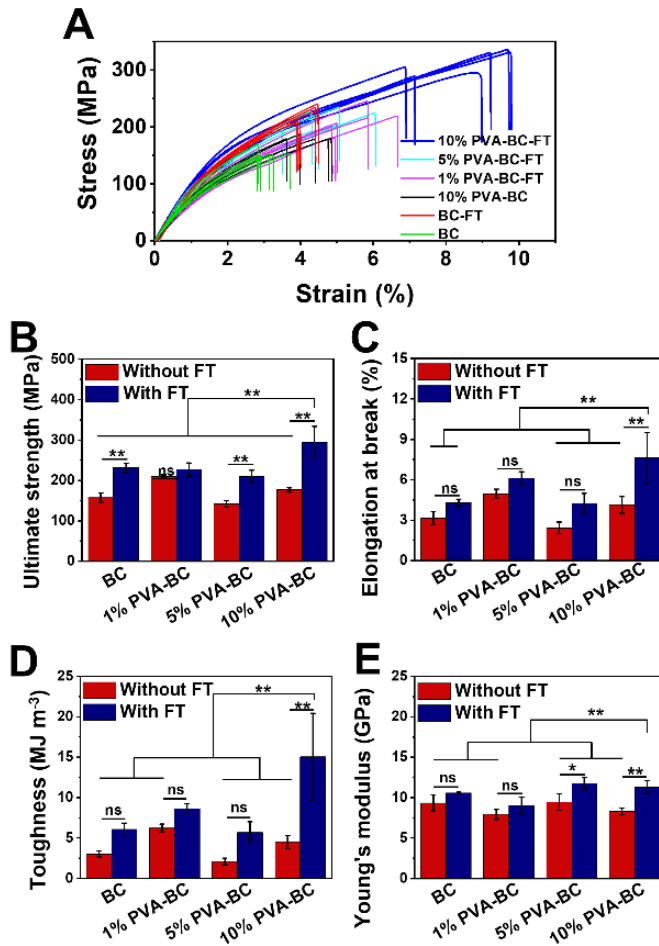 A
Stress (MPa)
300
200
100
0
0 2 4 6 8 10
Strain (%)
10% PVA-BC-FT
5% PVA-BC-FT
1% PVA-BC-FT
10% PVA-BC
BC-FT
BC
B
Ultimate strength (MPa)
500
400
300
200
100
0
Without FT
With FT
**
**
ns
**
**
BC
1% PVA-BC
5% PVA-BC
10% PVA-BC
C
Elongation at break (%)
15
12
9
6
3
0
Without FT
With FT
**
ns
ns
ns
**
BC
1% PVA-BC
5% PVA-BC
10% PVA-BC
D
Toughness (MJ m⁻³)
25
20
15
10
5
0
Without FT
With FT
**
ns
ns
ns
**
BC
1% PVA-BC
5% PVA-BC
10% PVA-BC
E
Young's modulus (GPa)
25
20
15
10
5
0
Without FT
With FT
**
ns
ns
*
**
BC
1% PVA-BC
5% PVA-BC
10% PVA-BC